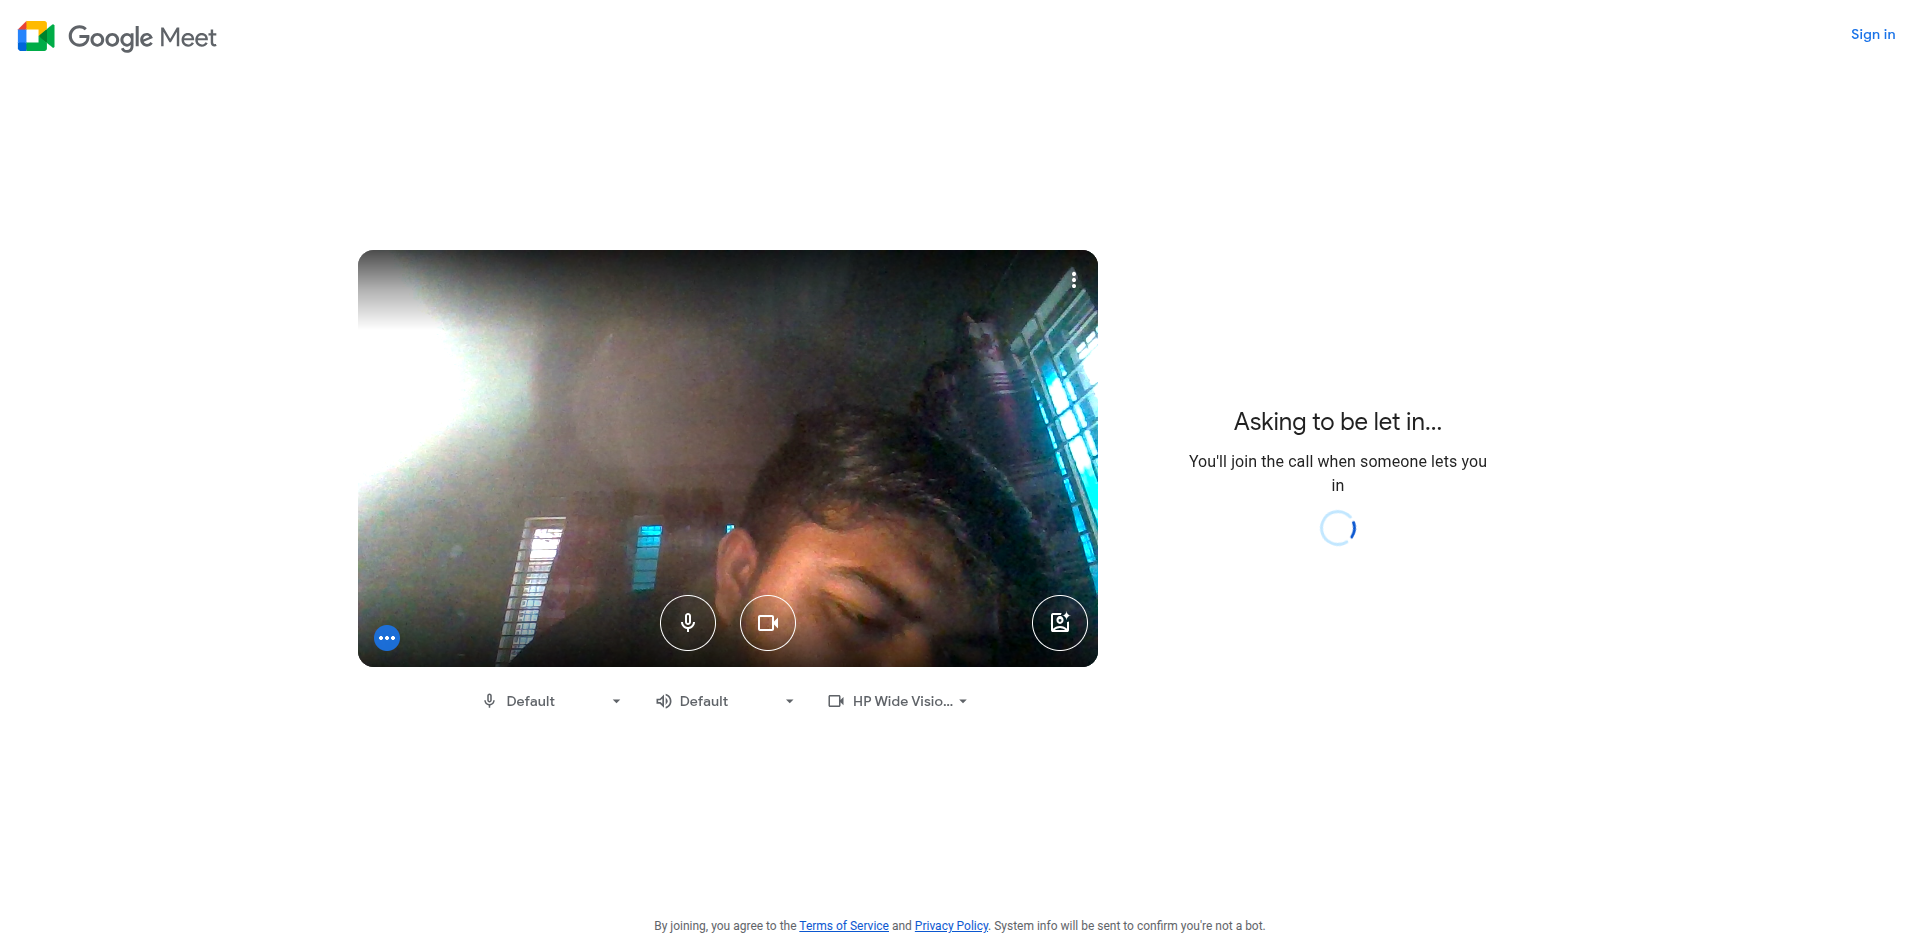 Google Meet
Sign in
Asking to be let in...
You'll join the call when someone lets you
in
Default
Default
HP Wide Visio...
By joining, you agree to the Terms of Service and Privacy Policy. System info will be sent to confirm you're not a bot.